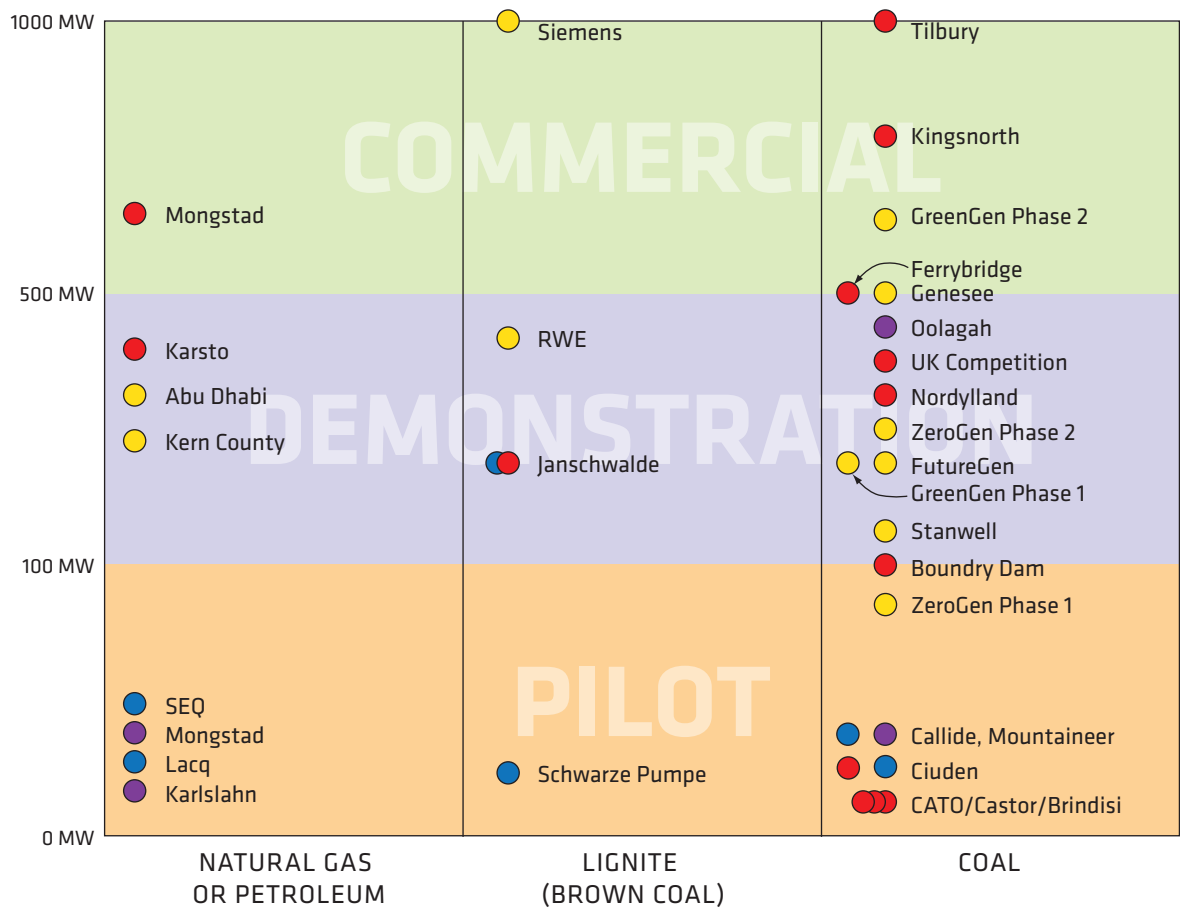 1000 MW
Siemens
Tilbury
COMMERCIAL
Kingsnorth
Mongstad
GreenGen Phase 2
Ferrybridge
500 MW
Genesee
Oolagah
Karsto
RWE
UK Competition
Abu Dhabi
Nordylland
DEMONSTRATION
Kern County
ZeroGen Phase 2
Janschwalde
FutureGen
GreenGen Phase 1
Stanwell
100 MW
Boundry Dam
ZeroGen Phase 1
PILOT
SEQ
Mongstad
Callide, Mountaineer
Lacq
Schwarze Pumpe
Ciuden
Karlslahn
CATO/Castor/Brindisi
0 MW
NATURAL GAS
OR PETROLEUM
LIGNITE
(BROWN COAL)
COAL